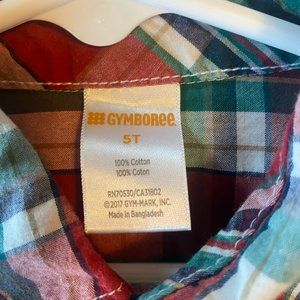 GYMBOREE
5T
100% Cotton
100% Coton
RN70530/CA31802
©2017 GYM-MARK, INC.
Made in Bangladesh